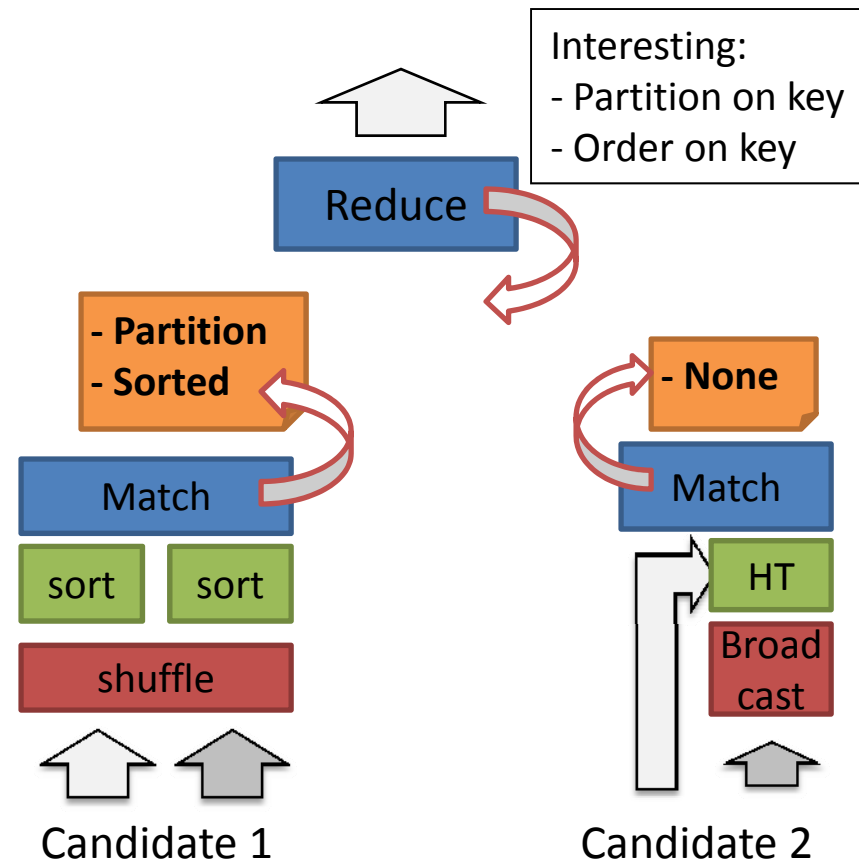 Interesting:
- Partition on key
- Order on key
Reduce
- Partition
- Sorted
- None
Match
Match
sort
sort
HT
shuffle
Broad
cast
Candidate 1
Candidate 2